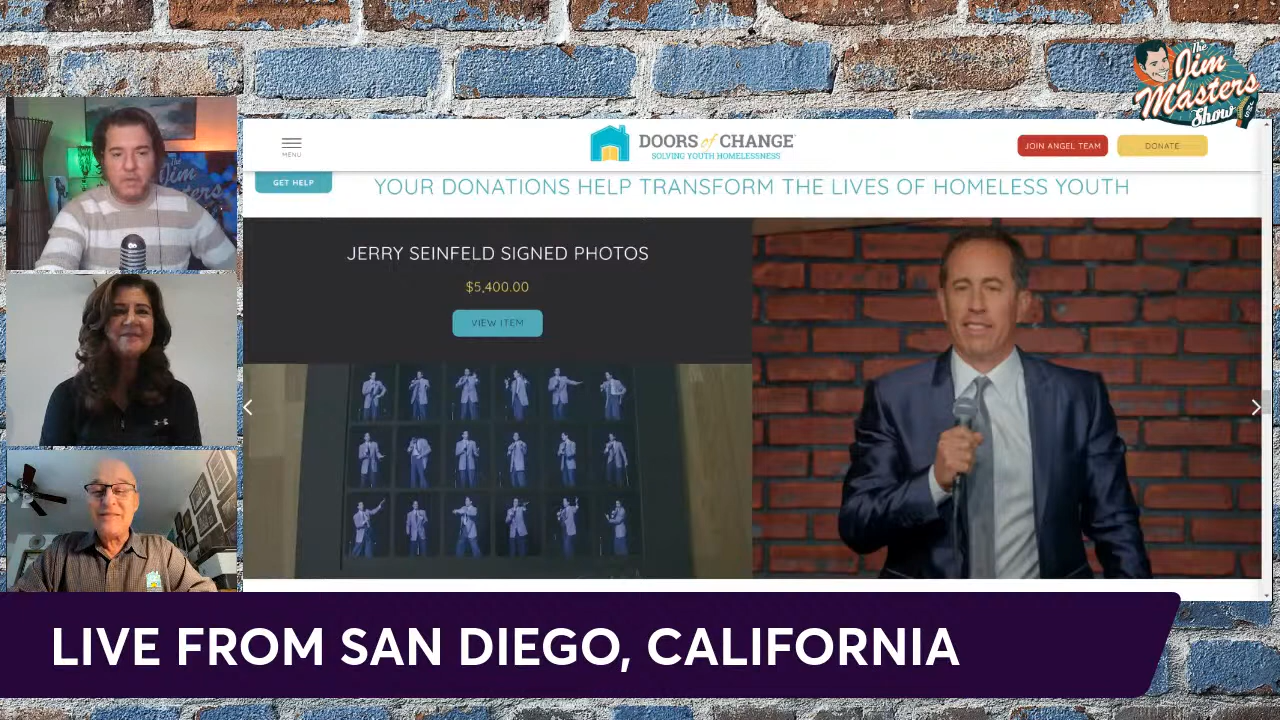 The
Jim
Masters
Show
MENU
DOORS of CHANGE
SOLVING YOUTH HOMELESSNESS
JOIN ANGEL TEAM
DONATE
GET HELP
YOUR DONATIONS HELP TRANSFORM THE LIVES OF HOMELESS YOUTH
JERRY SEINFELD SIGNED PHOTOS
$5,400.00
VIEW ITEM
Jim
Masters
LIVE FROM SAN DIEGO, CALIFORNIA